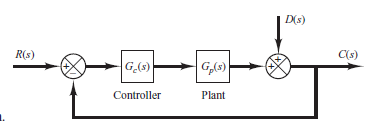 D(s)
R(s)
+
−
G_c(s)
G_p(s)
+
+
C(s)
Controller
Plant